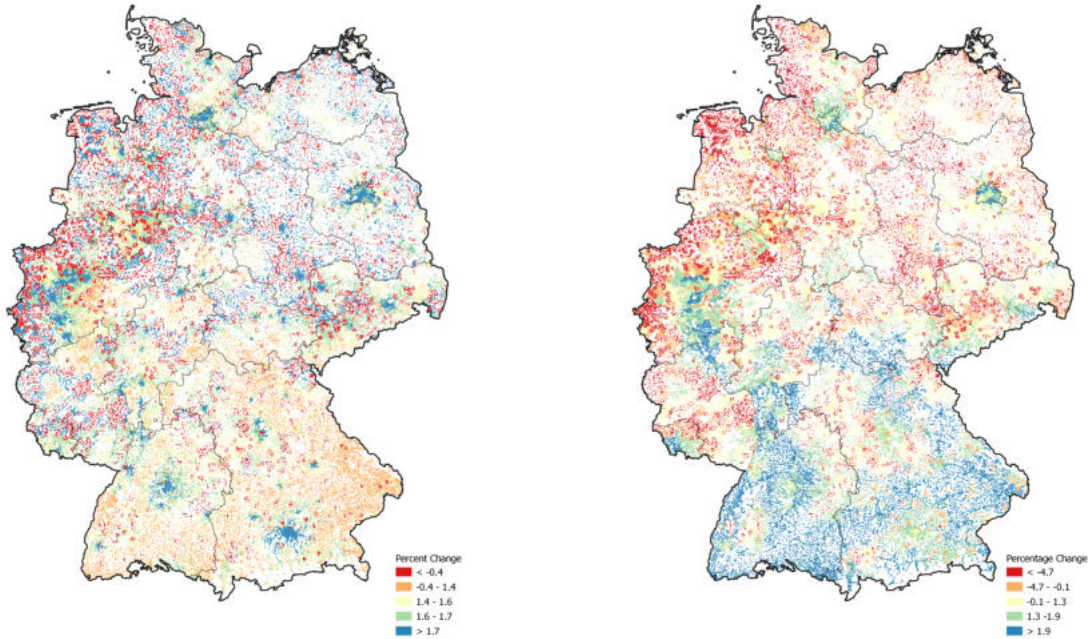 Percent Change
< -0.4
-0.4 - 1.4
1.4 - 1.6
1.6 - 1.7
> 1.7
Percentage Change
< -4.7
-4.7 - -0.1
-0.1 - 1.3
1.3 -1.9
> 1.9